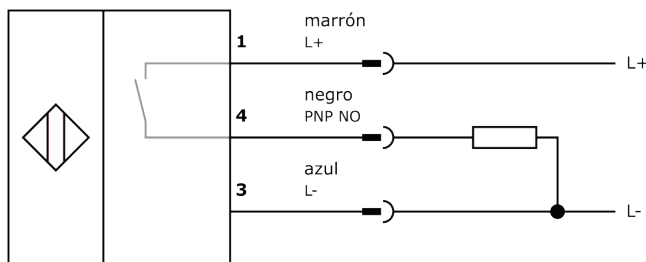 marrón
1
L+
L+
negro
4
PNP NO
azul
3
L-
L-